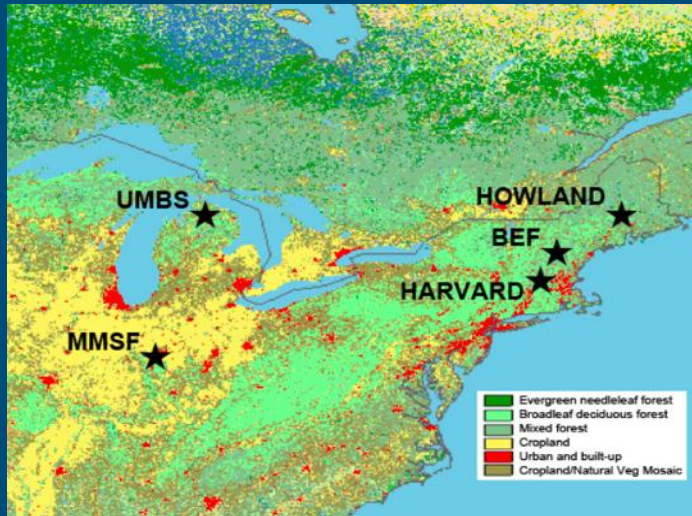 UMBS
HOWLAND
BEF
HARVARD
MMSF
Evergreen needleleaf forest
Broadleaf deciduous forest
Mixed forest
Cropland
Urban and built-up
Cropland/Natural Veg Mosaic